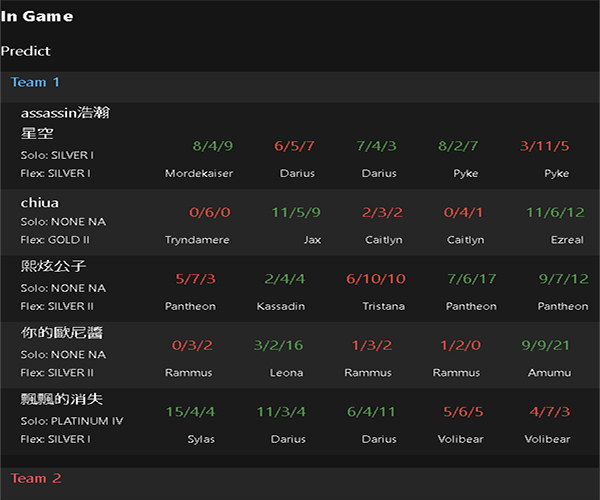 In Game
Predict
Team 1
assassin浩瀚
星空
8/4/9 6/5/7 7/4/3 8/2/7 3/11/5
Solo: SILVER I
Flex: SILVER I Mordekaiser Darius Darius Pyke Pyke
chiua
0/6/0 11/5/9 2/3/2 0/4/1 11/6/12
Solo: NONE NA
Flex: GOLD II Tryndamere Jax Caitlyn Caitlyn Ezreal
熙炫公子
5/7/3 2/4/4 6/10/10 7/6/17 9/7/12
Solo: NONE NA
Flex: SILVER II Pantheon Kassadin Tristana Pantheon Pantheon
你的歐尼醬
0/3/2 3/2/16 1/3/2 1/2/0 9/9/21
Solo: NONE NA
Flex: SILVER II Rammus Leona Rammus Rammus Amumu
飄飄的消失
15/4/4 11/3/4 6/4/11 5/6/5 4/7/3
Solo: PLATINUM IV
Flex: SILVER I Sylas Darius Darius Volibear Volibear
Team 2